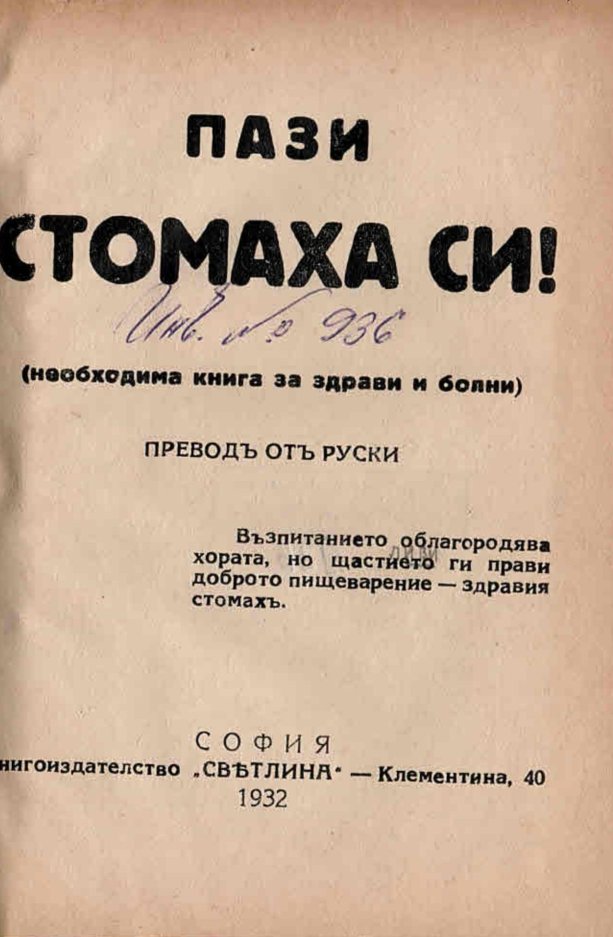 ПАЗИ
СТОМАХА СИ!
Инв. № 936
(необходима книга за здрави и болни)
ПРЕВОДЪ ОТЪ РУСКИ
Възпитанието облагородява
хората, но щастието ги прави
доброто пищеварение — здравия
стомахъ.
СОФИЯ
нигоиздателство „СВѢТЛИНА“ — Клементина, 40
1932